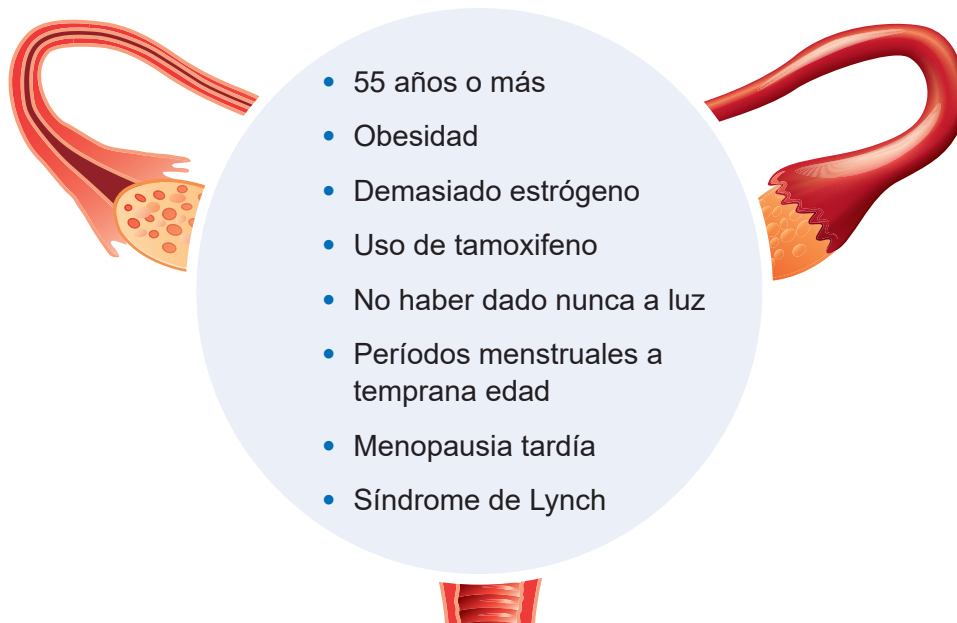 • 55 años o más
• Obesidad
• Demasiado estrógeno
• Uso de tamoxifeno
• No haber dado nunca a luz
• Períodos menstruales a
temprana edad
• Menopausia tardía
• Síndrome de Lynch